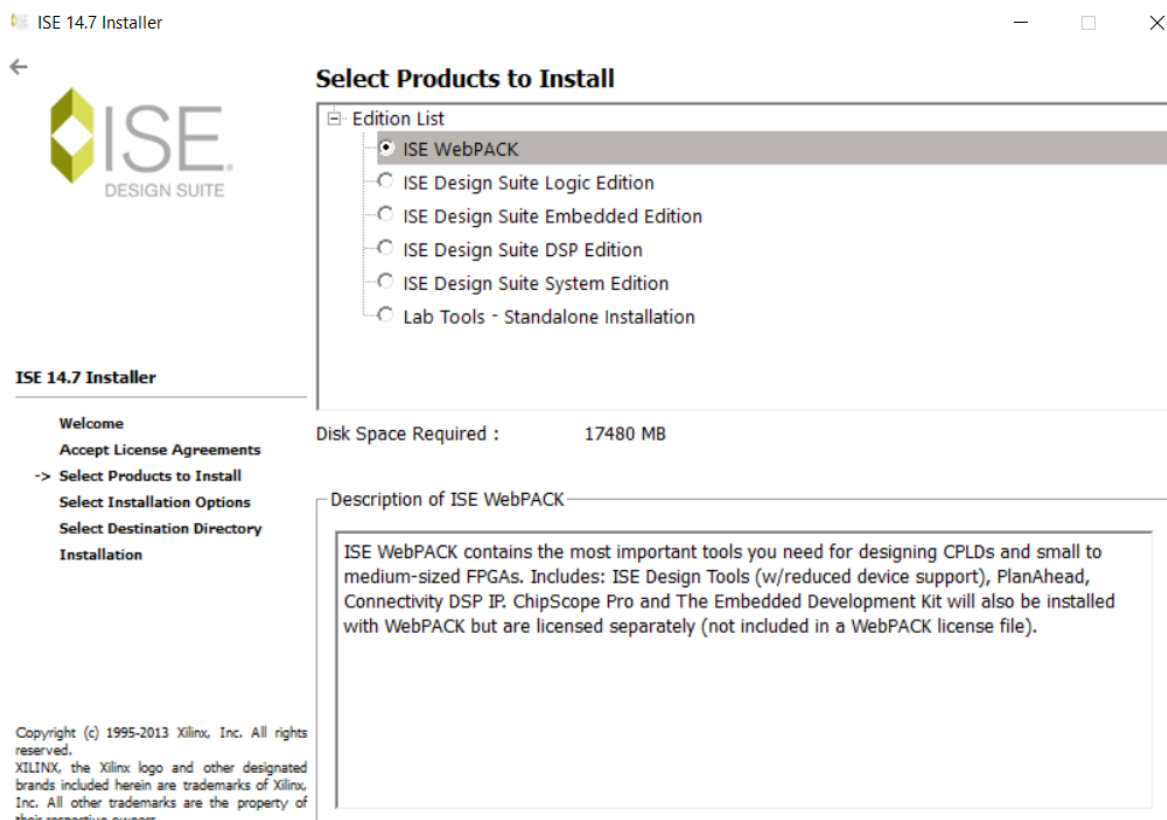 ISE 14.7 Installer
ISE
DESIGN SUITE
Select Products to Install
Edition List
ISE WebPACK
ISE Design Suite Logic Edition
ISE Design Suite Embedded Edition
ISE Design Suite DSP Edition
ISE Design Suite System Edition
Lab Tools - Standalone Installation
ISE 14.7 Installer
Welcome
Accept License Agreements
-> Select Products to Install
Select Installation Options
Select Destination Directory
Installation
Disk Space Required : 17480 MB
Description of ISE WebPACK
ISE WebPACK contains the most important tools you need for designing CPLDs and small to
medium-sized FPGAs. Includes: ISE Design Tools (w/reduced device support), PlanAhead,
Connectivity DSP IP. ChipScope Pro and The Embedded Development Kit will also be installed
with WebPACK but are licensed separately (not included in a WebPACK license file).
Copyright (c) 1995-2013 Xilinx, Inc. All rights
reserved.
XILINX, the Xilinx logo and other designated
brands included herein are trademarks of Xilinx,
Inc. All other trademarks are the property of
their respective owners.